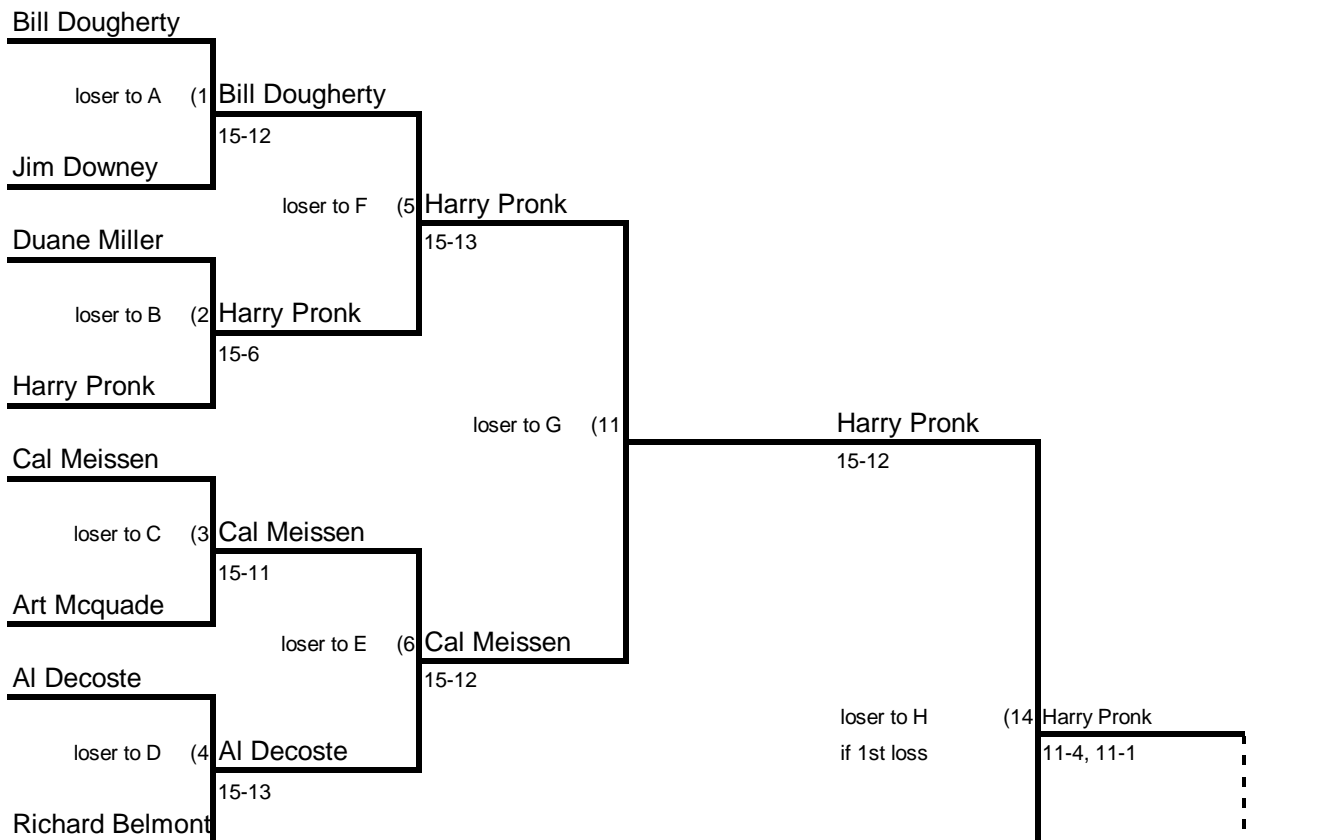 Bill Dougherty
loser to A (1 Bill Dougherty
15-12
Jim Downey
loser to F (5 Harry Pronk
Duane Miller
15-13
loser to B (2 Harry Pronk
15-6
Harry Pronk
loser to G (11 Harry Pronk
Cal Meissen
15-12
loser to C (3 Cal Meissen
15-11
Art Mcquade
loser to E (6 Cal Meissen
Al Decoste
15-12
loser to H (14 Harry Pronk
loser to D (4 Al Decoste
if 1st loss 11-4, 11-1
15-13
Richard Belmont